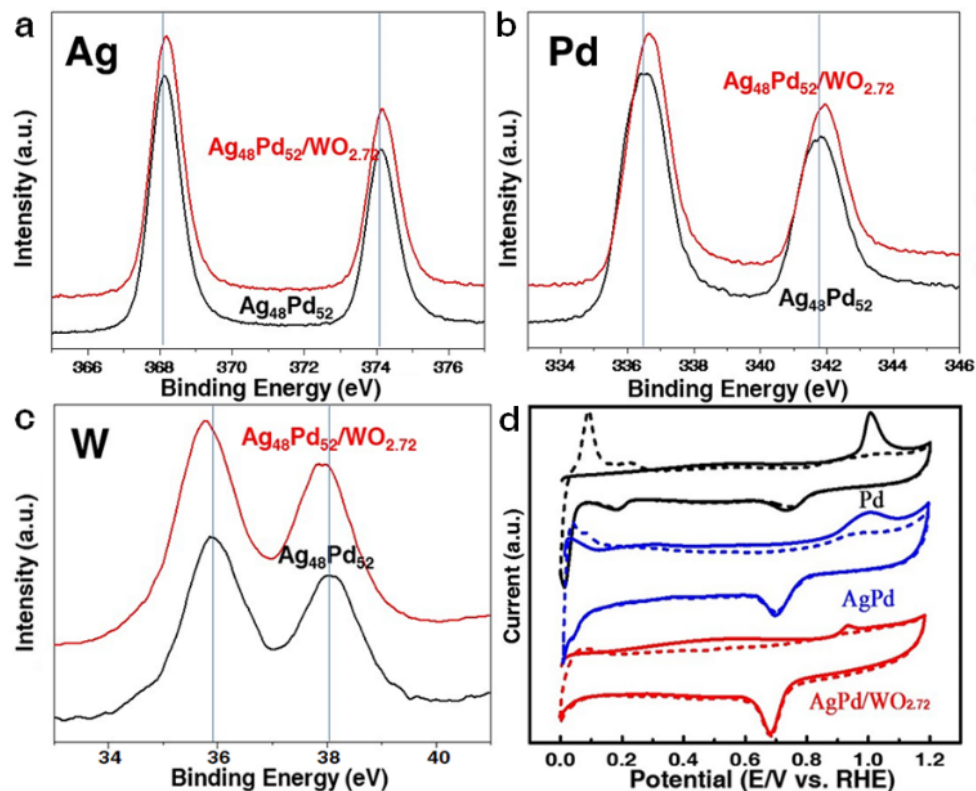 a
Ag
Ag₄₈Pd₅₂/WO₂.₇₂
Ag₄₈Pd₅₂
Intensity (a.u.)
366 368 370 372 374 376
Binding Energy (eV)
b
Pd
Ag₄₈Pd₅₂/WO₂.₇₂
Ag₄₈Pd₅₂
Intensity (a.u.)
334 336 338 340 342 344 346
Binding Energy (eV)
c
W
Ag₄₈Pd₅₂/WO₂.₇₂
Ag₄₈Pd₅₂
Intensity (a.u.)
34 36 38 40
Binding Energy (eV)
d
Pd
AgPd
AgPd/WO₂.₇₂
Current (a.u.)
0.0 0.2 0.4 0.6 0.8 1.0 1.2
Potential (E/V vs. RHE)